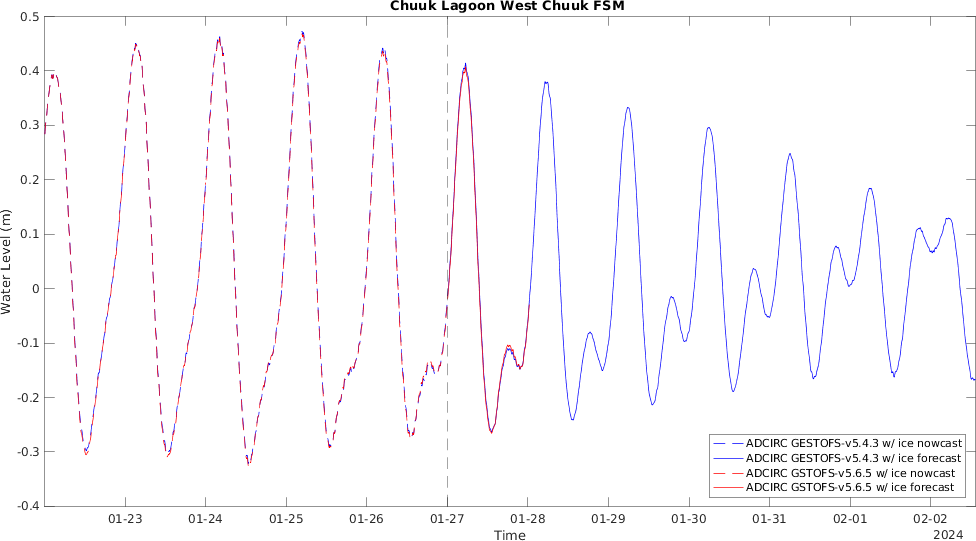 Chuuk Lagoon West Chuuk FSM
0.5
0.4
0.3
0.2
0.1
0
-0.1
-0.2
-0.3
-0.4
Water Level (m)
ADCIRC GESTOFS-v5.4.3 w/ ice nowcast
ADCIRC GESTOFS-v5.4.3 w/ ice forecast
ADCIRC GSTOFS-v5.6.5 w/ ice nowcast
ADCIRC GSTOFS-v5.6.5 w/ ice forecast
01-23 01-24 01-25 01-26 01-27 01-28 01-29 01-30 01-31 02-01 02-02
Time
2024